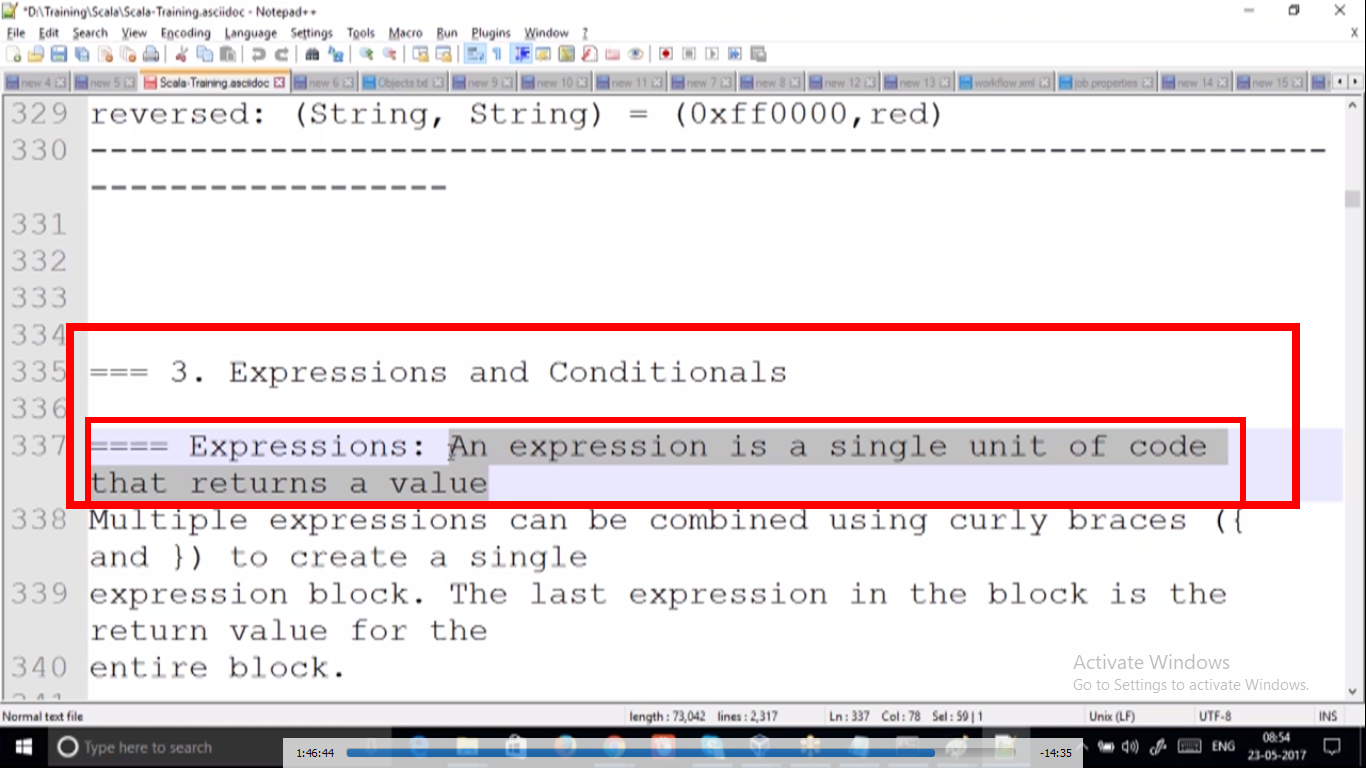 *D:\Training\Scala\Scala-Training.asciidoc - Notepad++
File Edit Search View Encoding Language Settings Tools Macro Run Plugins Window ? X
new 4 new 5 Scala-Training.asciidoc new 6 Objects.txt new 9 new 10 new 11 new 7 new 8 new 12 new 13 workflow.xml job.properties new 14 new 15
329 reversed: (String, String) = (0xff0000,red)
330 --------------------------------------------------------------
------------------
331
332
333
334
335 === 3. Expressions and Conditionals
336
337 ==== Expressions: An expression is a single unit of code
that returns a value
338 Multiple expressions can be combined using curly braces ({
and }) to create a single
339 expression block. The last expression in the block is the
return value for the
340 entire block.
Activate Windows
Go to Settings to activate Windows.
Normal text file length : 73,042 lines : 2,317 Ln : 337 Col : 78 Sel : 59 | 1 Unix (LF) UTF-8 INS
Type here to search
1:46:44 -14:35
ENG
08:54
23-05-2017